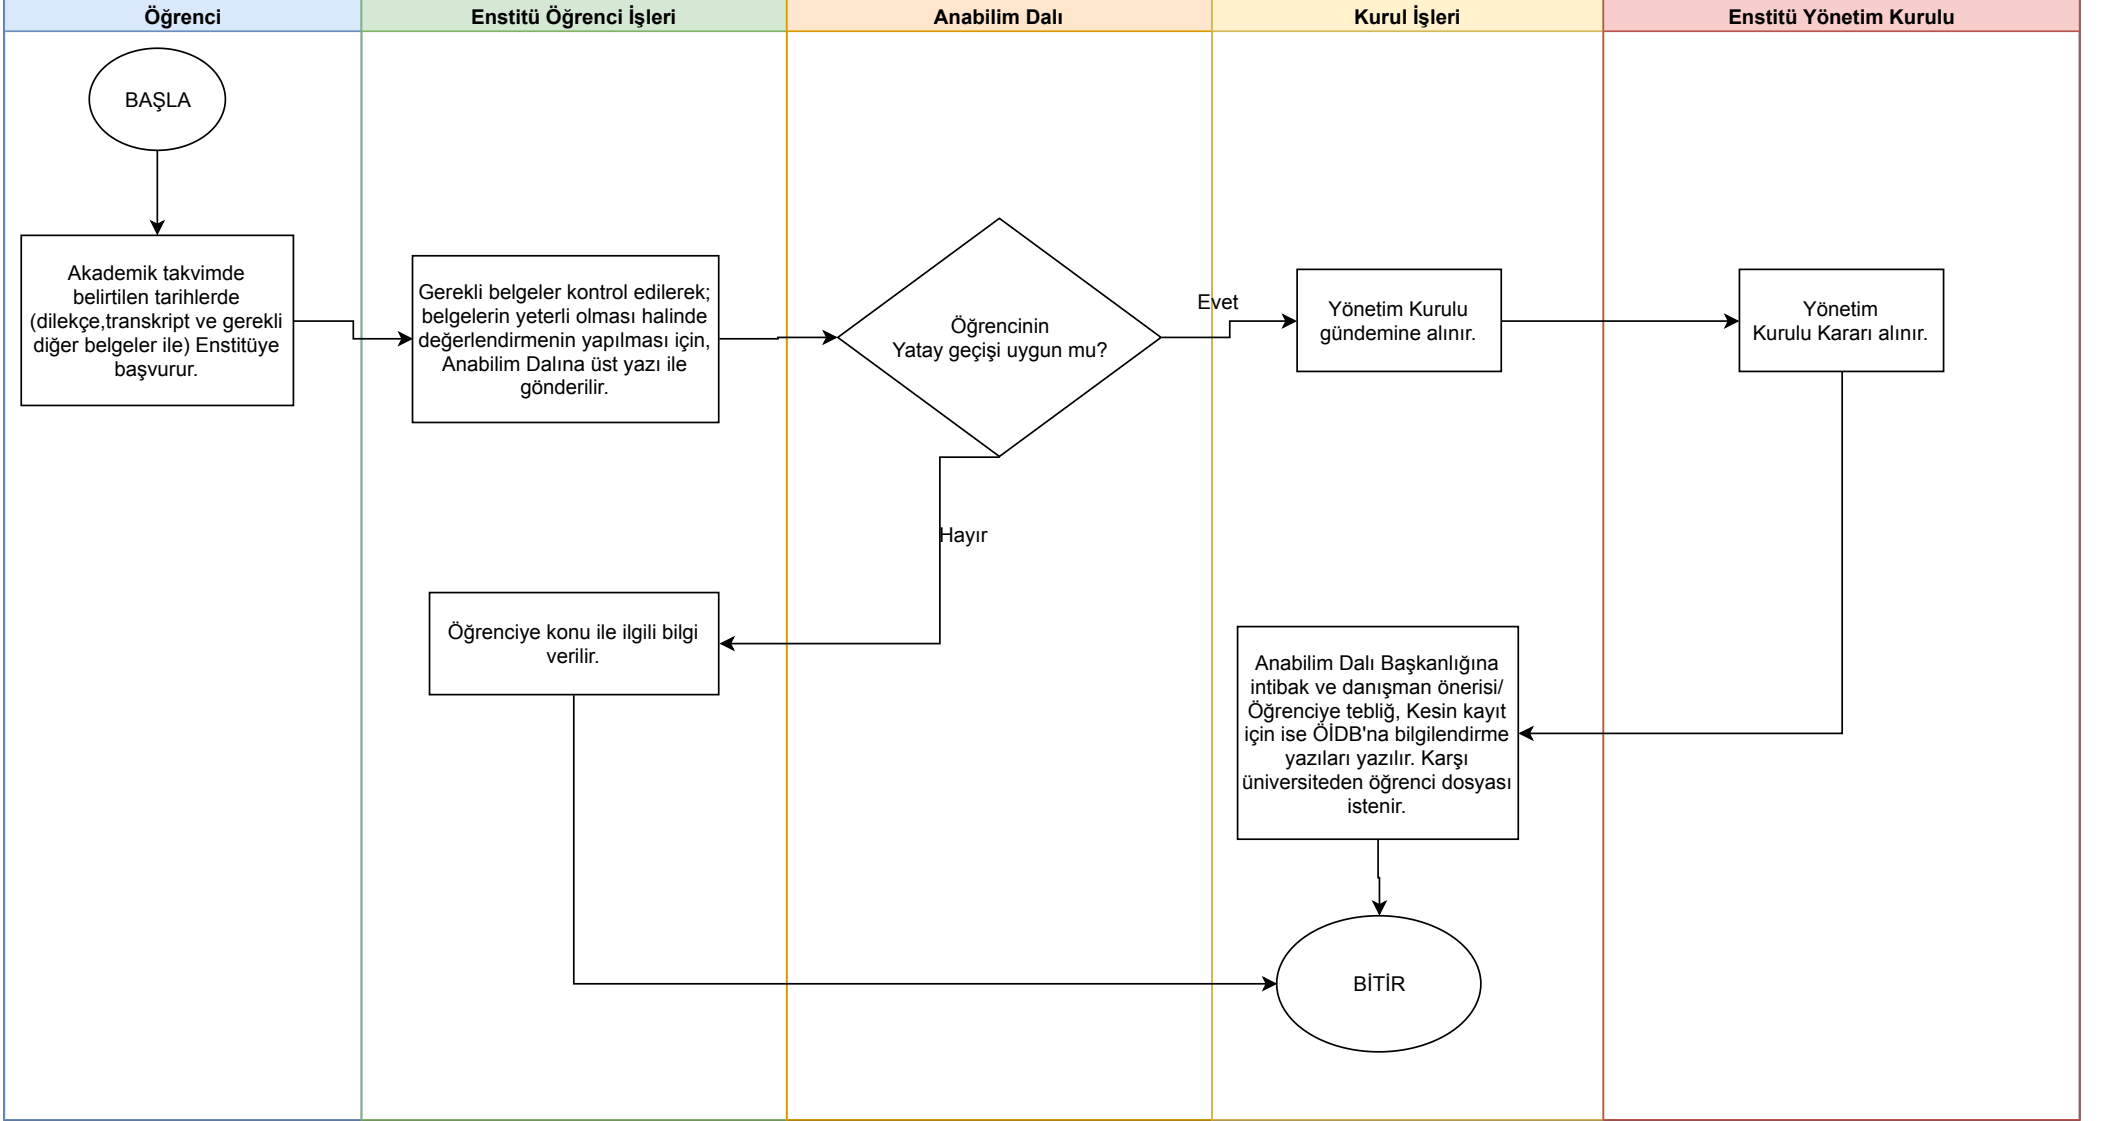 Öğrenci
Enstitü Öğrenci İşleri
Anabilim Dalı
Kurul İşleri
Enstitü Yönetim Kurulu
BAŞLA
Akademik takvimde
belirtilen tarihlerde
(dilekçe,transkript ve gerekli
diğer belgeler ile) Enstitüye
başvurur.
Gerekli belgeler kontrol edilerek;
belgelerin yeterli olması halinde
değerlendirmenin yapılması için,
Anabilim Dalına üst yazı ile
gönderilir.
Öğrencinin
Yatay geçişi uygun mu?
Evet
Yönetim Kurulu
gündemine alınır.
Yönetim
Kurulu Kararı alınır.
Hayır
Öğrenciye konu ile ilgili bilgi
verilir.
Anabilim Dalı Başkanlığına
intibak ve danışman önerisi/
Öğrenciye tebliğ, Kesin kayıt
için ise ÖİDB'na bilgilendirme
yazıları yazılır. Karşı
üniversiteden öğrenci dosyası
istenir.
BİTİR